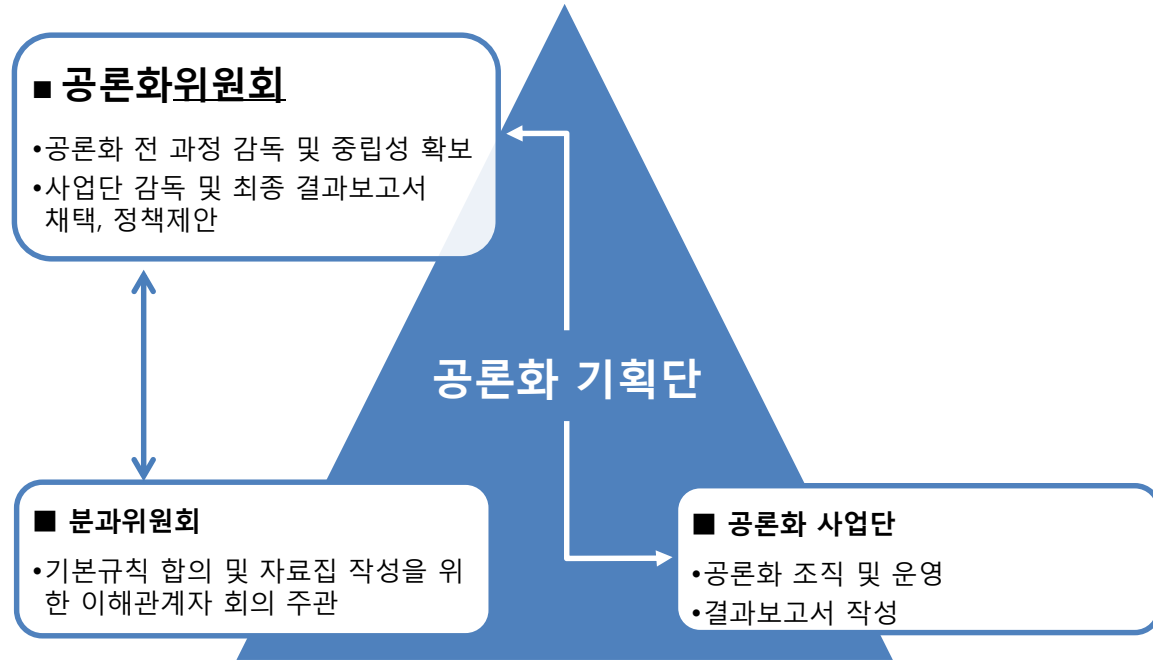 ■ 공론화위원회
•공론화 전 과정 감독 및 중립성 확보
•사업단 감독 및 최종 결과보고서
채택, 정책제안
공론화 기획단
■ 분과위원회
•기본규칙 합의 및 자료집 작성을 위
한 이해관계자 회의 주관
■ 공론화 사업단
•공론화 조직 및 운영
•결과보고서 작성